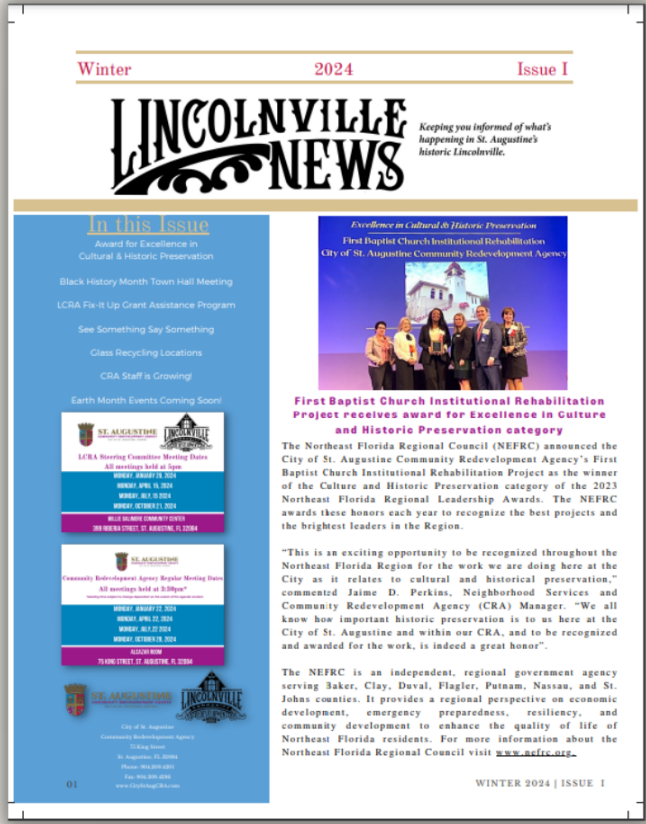 Winter 2024 Issue I
LINCOLNVILLE
NEWS
Keeping you informed of what's
happening in St. Augustine's
historic Lincolnville.
In this Issue
Award for Excellence in
Cultural & Historic Preservation
Black History Month Town Hall Meeting
LCRA Fix-It Up Grant Assistance Program
See Something Say Something
Glass Recycling Locations
CRA Staff is Growing!
Earth Month Events Coming Soon!
ST. AUGUSTINE
LINCOLNVILLE
LCRA Steering Committee Meeting Dates
All meetings held at 5pm
MONDAY, JANUARY 29, 2024
MONDAY, APRIL 15, 2024
MONDAY, JULY, 15 2024
MONDAY, OCTOBER 21, 2024
WILLIE GALIMORE COMMUNITY CENTER
399 RIBERIA STREET, ST. AUGUSTINE, FL 32084
ST. AUGUSTINE
Community Redevelopment Agency Regular Meeting Dates
All meetings held at 3:30pm*
MONDAY, JANUARY 22, 2024
MONDAY, APRIL 22, 2024
MONDAY, JULY, 22 2024
MONDAY, OCTOBER 28, 2024
ALCAZAR ROOM
75 KING STREET, ST. AUGUSTINE, FL 32084
ST. AUGUSTINE
LINCOLNVILLE
City of St. Augustine
Community Redevelopment Agency
75 King Street
St. Augustine, FL 32084
www.CityStAugCRA.com
01
Excellence in Cultural & Historic Preservation
First Baptist Church Institutional Rehabilitation
City of St. Augustine Community Redevelopment Agency
First Baptist Church Institutional Rehabilitation
Project receives award for Excellence in Culture
and Historic Preservation category
The Northeast Florida Regional Council (NEFRC) announced the
City of St. Augustine Community Redevelopment Agency's First
Baptist Church Institutional Rehabilitation Project as the winner
of the Culture and Historic Preservation category of the 2023
Northeast Florida Regional Leadership Awards. The NEFRC
awards these honors each year to recognize the best projects and
the brightest leaders in the Region.
"This is an exciting opportunity to be recognized throughout the
Northeast Florida Region for the work we are doing here at the
City as it relates to cultural and historical preservation,"
commented Jaime D. Perkins, Neighborhood Services and
Community Redevelopment Agency (CRA) Manager. "We all
know how important historic preservation is to us here at the
City of St. Augustine and within our CRA, and to be recognized
and awarded for the work, is indeed a great honor".
The NEFRC is an independent, regional government agency
serving Baker, Clay, Duval, Flagler, Putnam, Nassau, and St.
Johns counties. It provides a regional perspective on economic
development, emergency preparedness, resiliency, and
community development to enhance the quality of life of
Northeast Florida residents. For more information about the
Northeast Florida Regional Council visit www.nefrc.org.
WINTER 2024 | ISSUE I